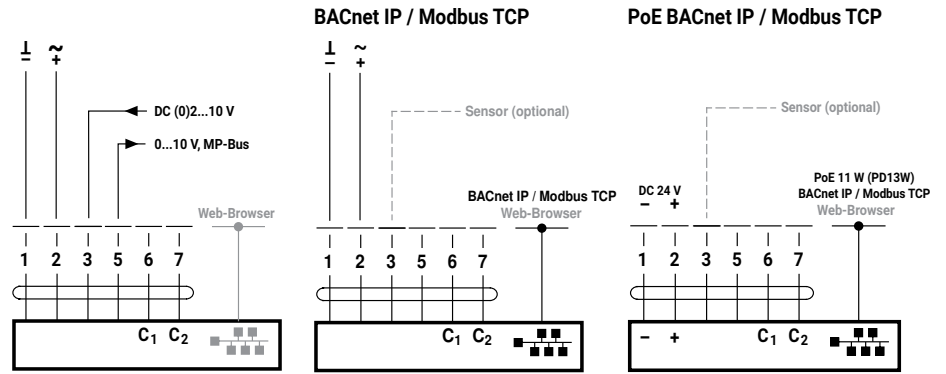 BACnet IP / Modbus TCP
PoE BACnet IP / Modbus TCP
⊥ ~
– +
DC (0)2...10 V
0...10 V, MP-Bus
Web-Browser
1 2 3 5 6 7
C1 C2
⊥ ~
– +
Sensor (optional)
BACnet IP / Modbus TCP
Web-Browser
1 2 3 5 6 7
C1 C2
Sensor (optional)
DC 24 V
– +
PoE 11 W (PD13W)
BACnet IP / Modbus TCP
Web-Browser
1 2 3 5 6 7
– + C1 C2